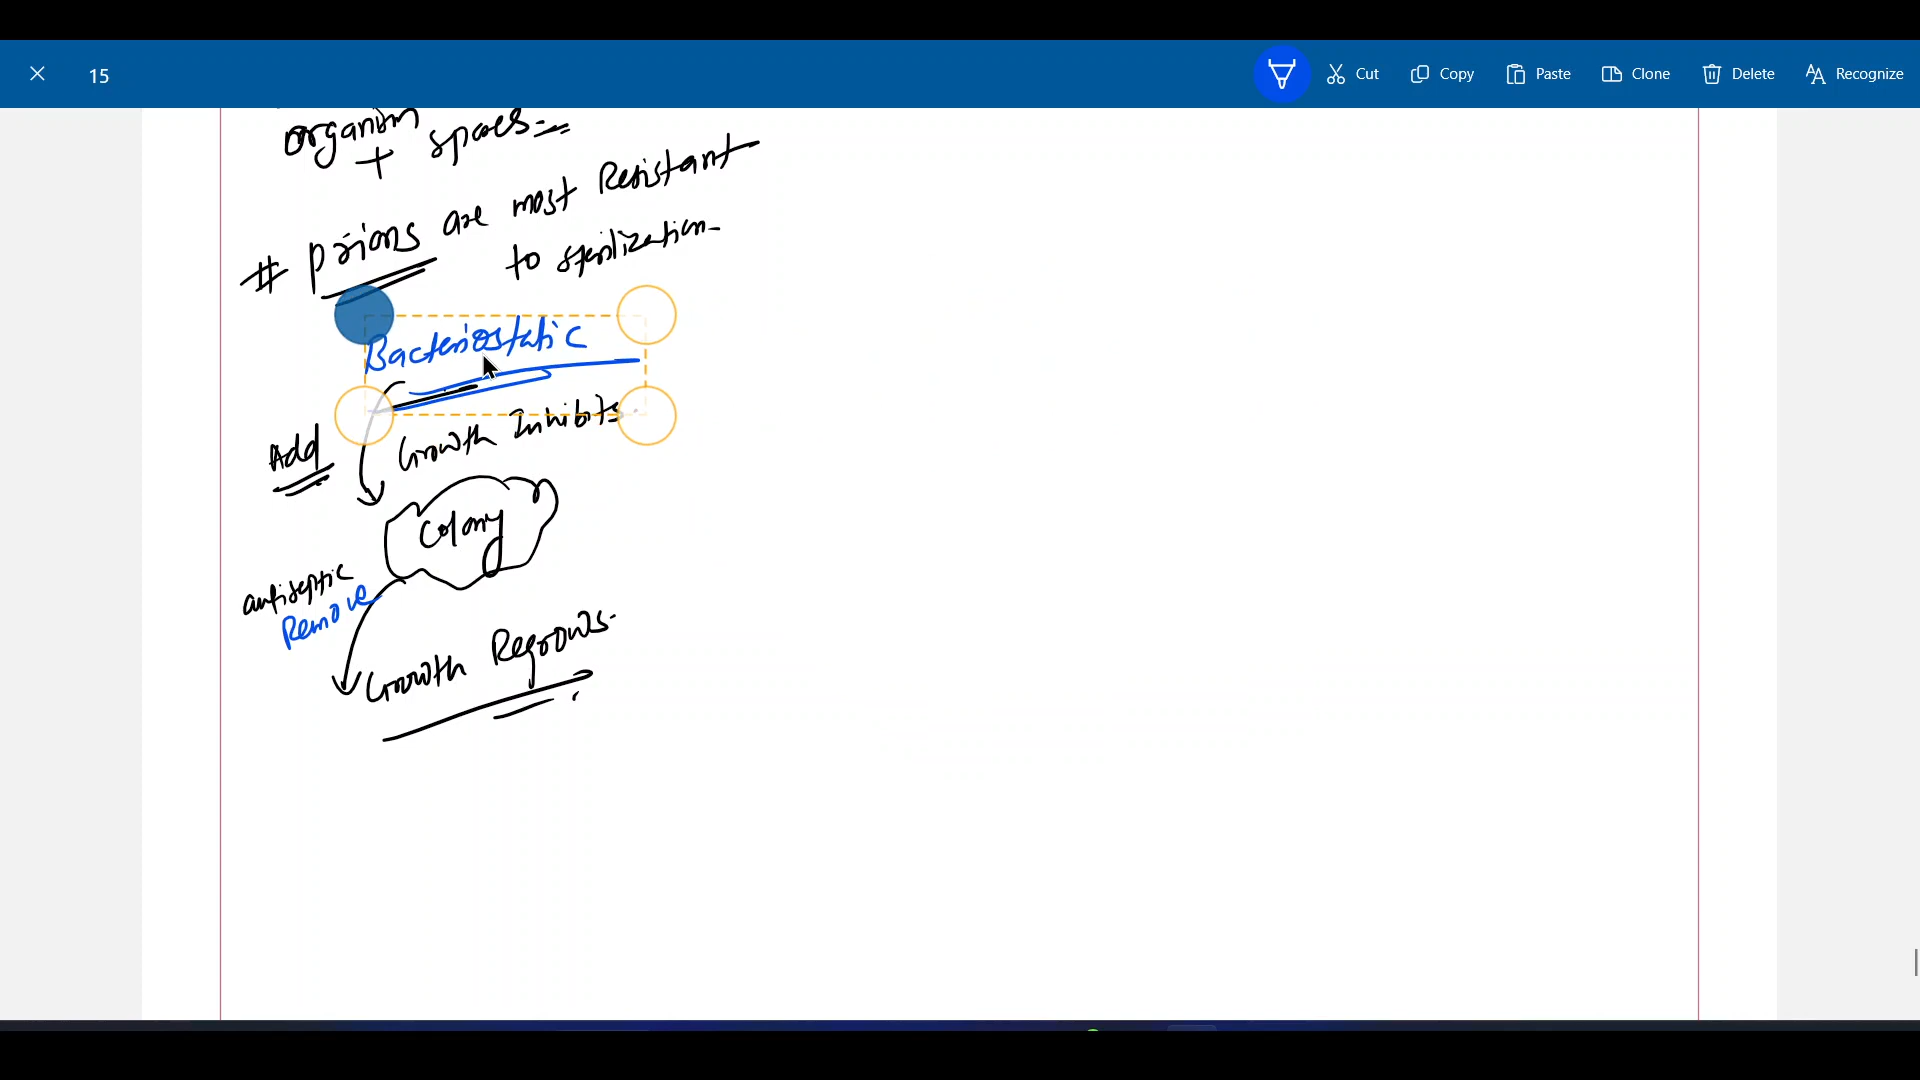 15 Cut Copy Paste Clone Delete Recognize
organism
+ spores
# prions are most Resistant
to sterilization
Bacteriostatic
Add Growth Inhibits
Colony
antiseptic
Remove
Growth Regrows